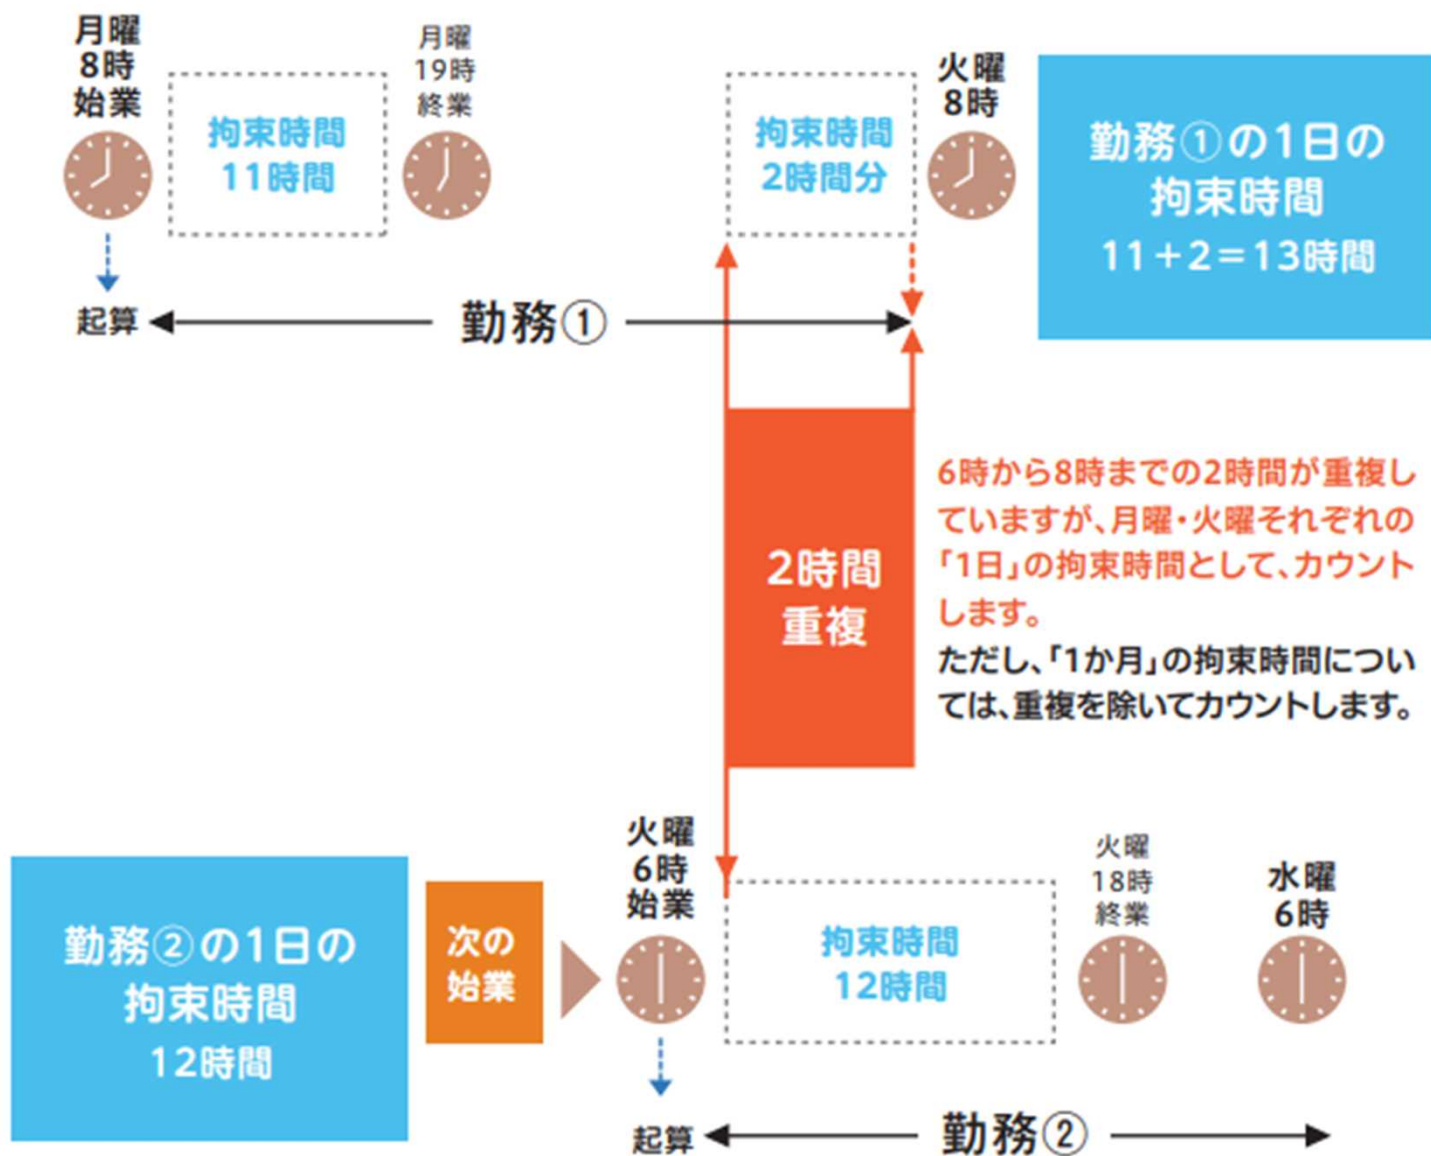 月曜
8時
始業
拘束時間
11時間
月曜
19時
終業
拘束時間
2時間分
火曜
8時
勤務①の1日の
拘束時間
11＋2＝13時間
起算
勤務①
2時間
重複
6時から8時までの2時間が重複し
ていますが、月曜・火曜それぞれの
「1日」の拘束時間として、カウント
します。
ただし、「1か月」の拘束時間につい
ては、重複を除いてカウントします。
勤務②の1日の
拘束時間
12時間
次の
始業
火曜
6時
始業
拘束時間
12時間
火曜
18時
終業
水曜
6時
起算
勤務②